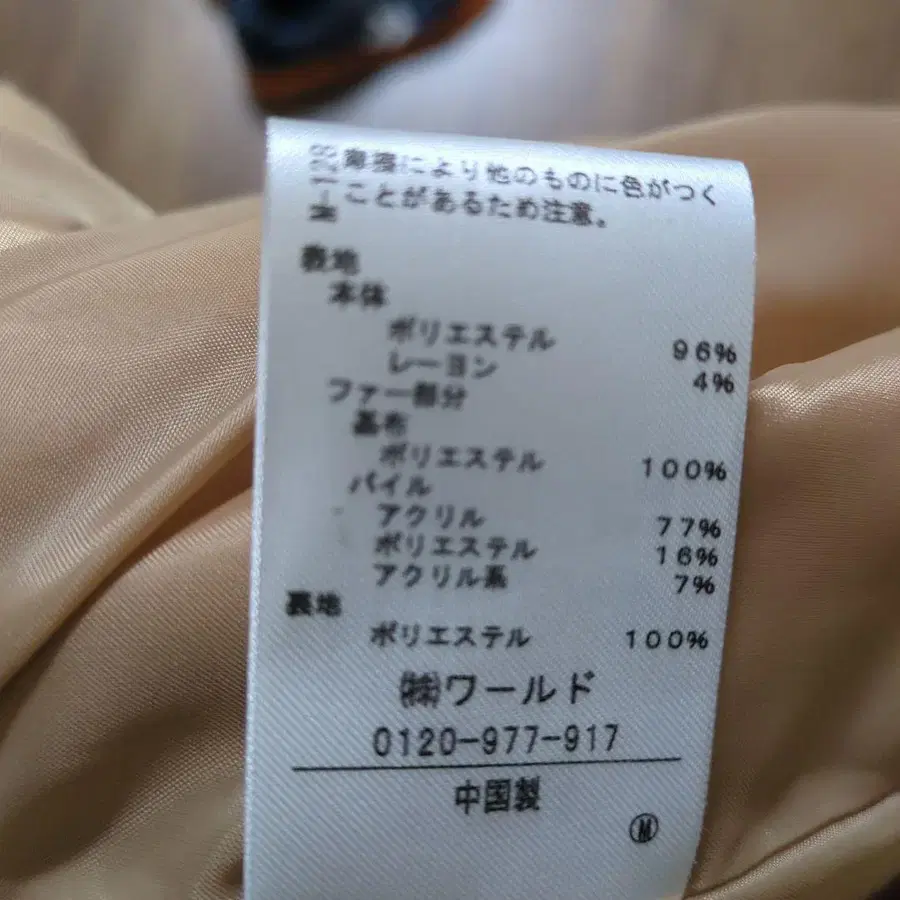 摩擦により他のものに色がつく
ことがあるため注意。
表地
本体
ポリエステル 96%
レーヨン 4%
ファー部分
基布
ポリエステル 100%
パイル
アクリル 77%
ポリエステル 16%
アクリル系 7%
裏地
ポリエステル 100%
㈱ワールド
0120-977-917
中国製
Ⓜ